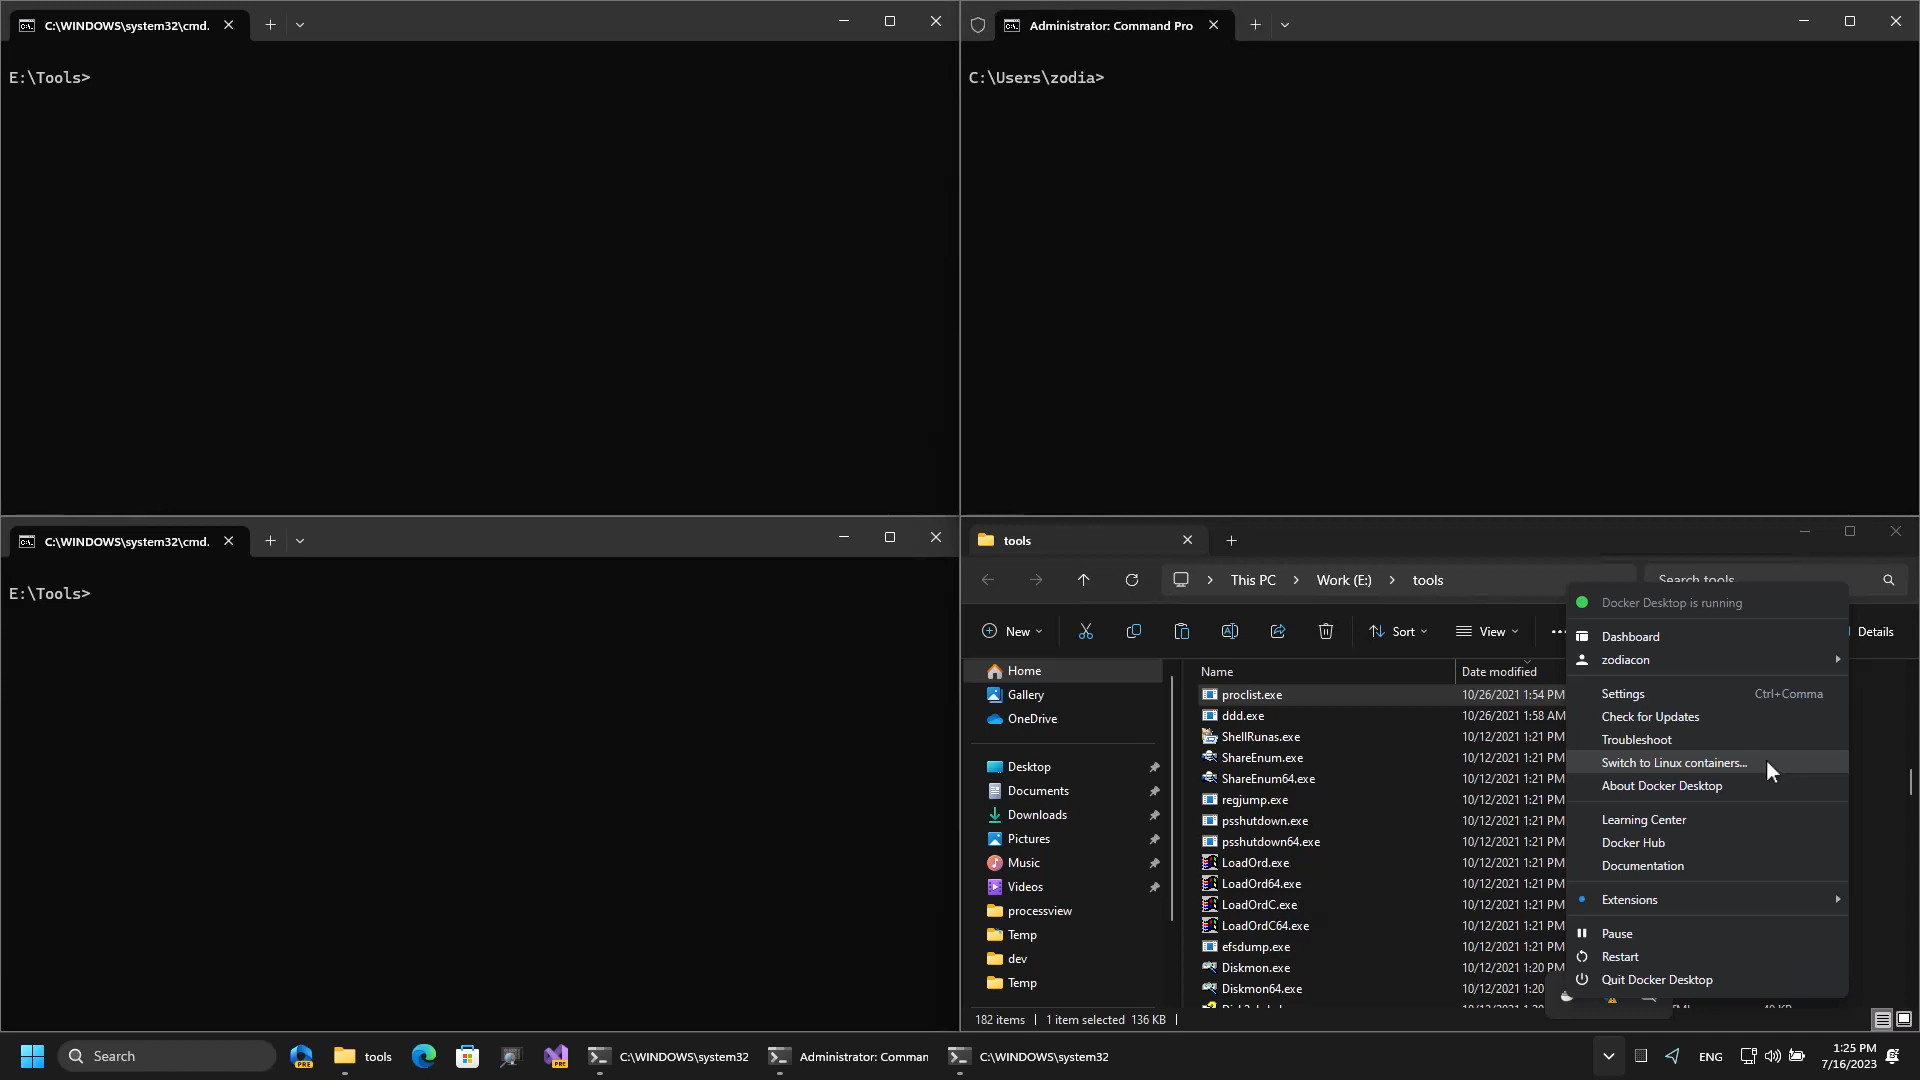 C:\WINDOWS\system32\cmd.
E:\Tools>
Administrator: Command Pro
C:\Users\zodia>
C:\WINDOWS\system32\cmd.
E:\Tools>
tools
This PC > Work (E:) > tools
Search tools
New
Sort
View
Details
Home
Gallery
OneDrive
Desktop
Documents
Downloads
Pictures
Music
Videos
processview
Temp
dev
Temp
Name Date modified
proclist.exe 10/26/2021 1:54 PM
ddd.exe 10/26/2021 1:58 AM
ShellRunas.exe 10/12/2021 1:21 PM
ShareEnum.exe 10/12/2021 1:21 PM
ShareEnum64.exe 10/12/2021 1:21 PM
regjump.exe 10/12/2021 1:21 PM
psshutdown.exe 10/12/2021 1:21 PM
psshutdown64.exe 10/12/2021 1:21 PM
LoadOrd.exe 10/12/2021 1:21 PM
LoadOrd64.exe 10/12/2021 1:21 PM
LoadOrdC.exe 10/12/2021 1:21 PM
LoadOrdC64.exe 10/12/2021 1:21 PM
efsdump.exe 10/12/2021 1:21 PM
Diskmon.exe 10/12/2021 1:20 PM
Diskmon64.exe 10/12/2021 1:20
182 items 1 item selected 136 KB
Docker Desktop is running
Dashboard
zodiacon
Settings Ctrl+Comma
Check for Updates
Troubleshoot
Switch to Linux containers...
About Docker Desktop
Learning Center
Docker Hub
Documentation
Extensions
Pause
Restart
Quit Docker Desktop
Search
PRE
tools
PRE
C:\WINDOWS\system32
Administrator: Comman
C:\WINDOWS\system32
ENG
1:25 PM
7/16/2023